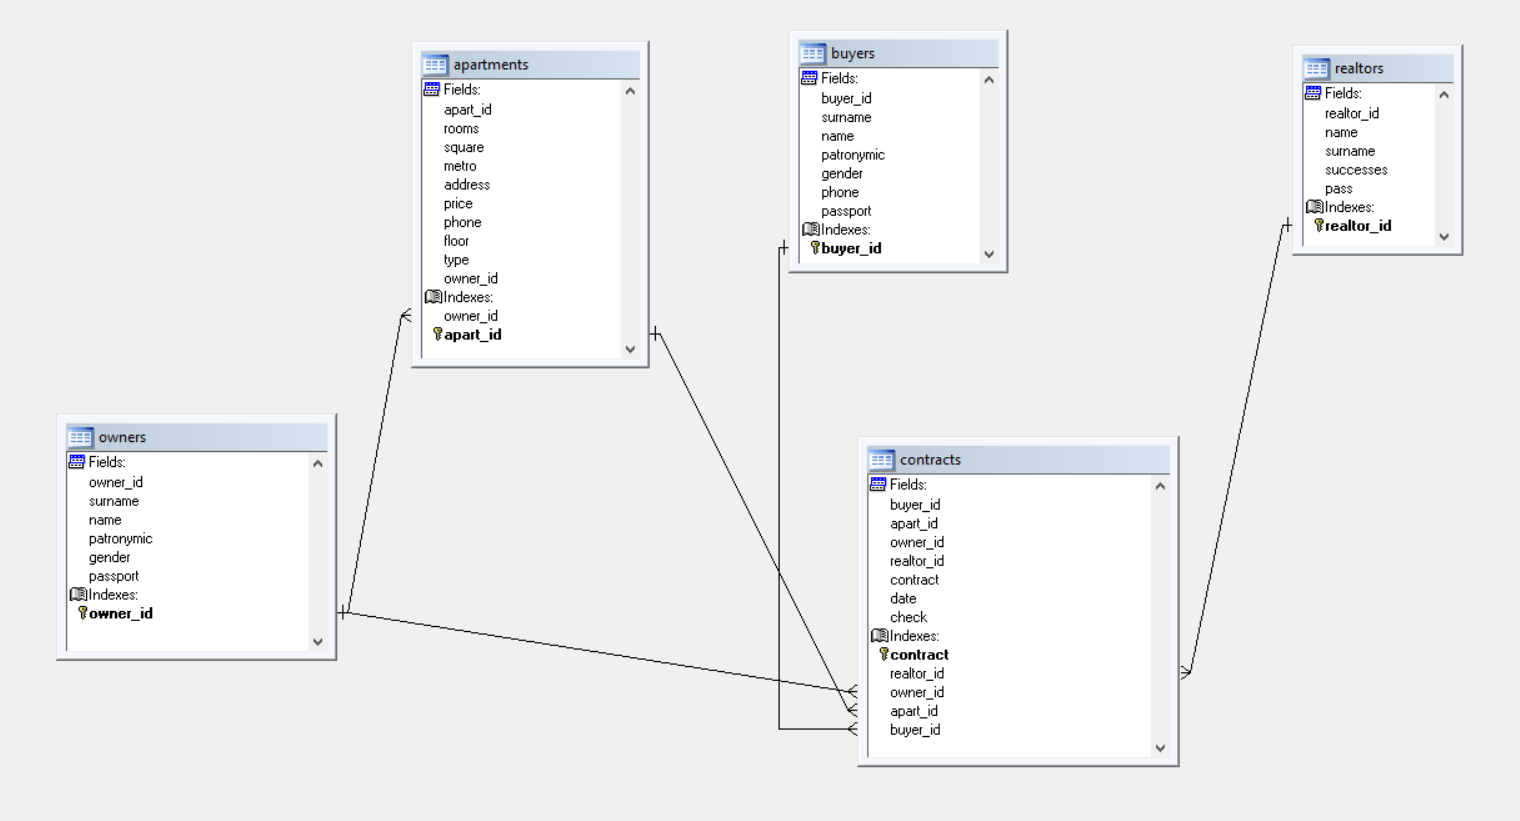 apartments
Fields:
apart_id
rooms
square
metro
address
price
phone
floor
type
owner_id
Indexes:
owner_id
apart_id
buyers
Fields:
buyer_id
surname
name
patronymic
gender
phone
passport
Indexes:
buyer_id
realtors
Fields:
realtor_id
name
surname
successes
pass
Indexes:
realtor_id
owners
Fields:
owner_id
surname
name
patronymic
gender
passport
Indexes:
owner_id
contracts
Fields:
buyer_id
apart_id
owner_id
realtor_id
contract
date
check
Indexes:
contract
realtor_id
owner_id
apart_id
buyer_id